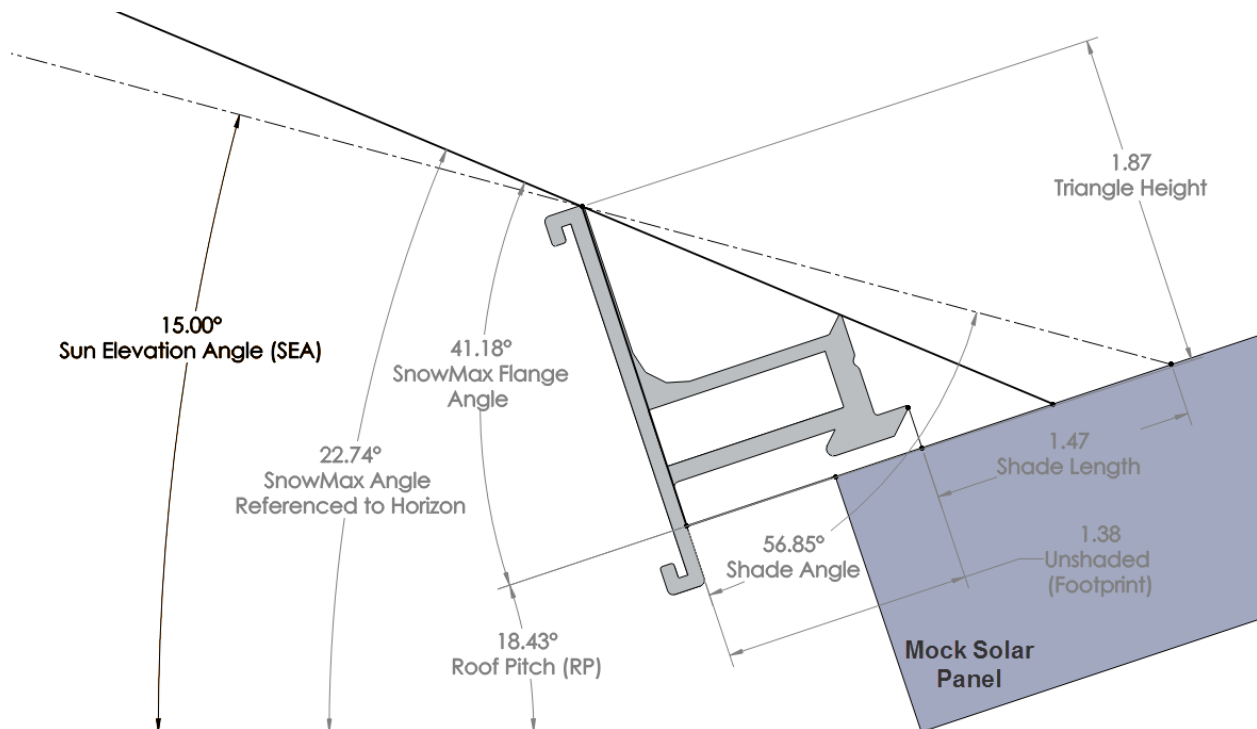 1.87
Triangle Height
15.00°
Sun Elevation Angle (SEA)
41.18°
SnowMax Flange
Angle
22.74°
SnowMax Angle
Referenced to Horizon
1.47
Shade Length
56.85°
Shade Angle
1.38
Unshaded
(Footprint)
18.43°
Roof Pitch (RP)
Mock Solar
Panel